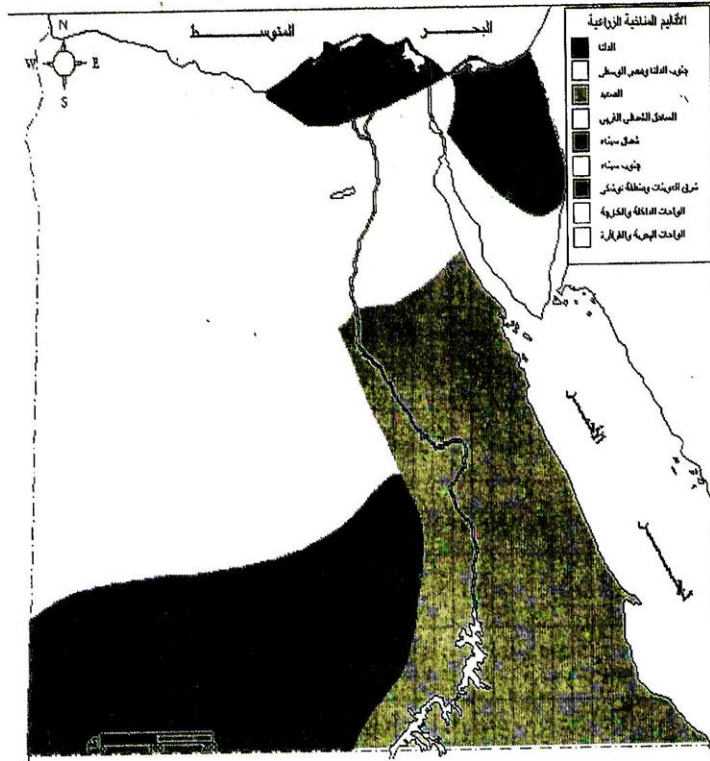 البحر المتوسط
N
W E
S
الأقاليم المناخية الزراعية
الدلتا
جنوب الدلتا ومصر الوسطى
الصعيد
الساحل الشمالي الغربي
شمال سيناء
جنوب سيناء
شرق العوينات ومنطقة توشكى
الواحات الداخلة والخارجة
الواحات البحرية والفرافرة